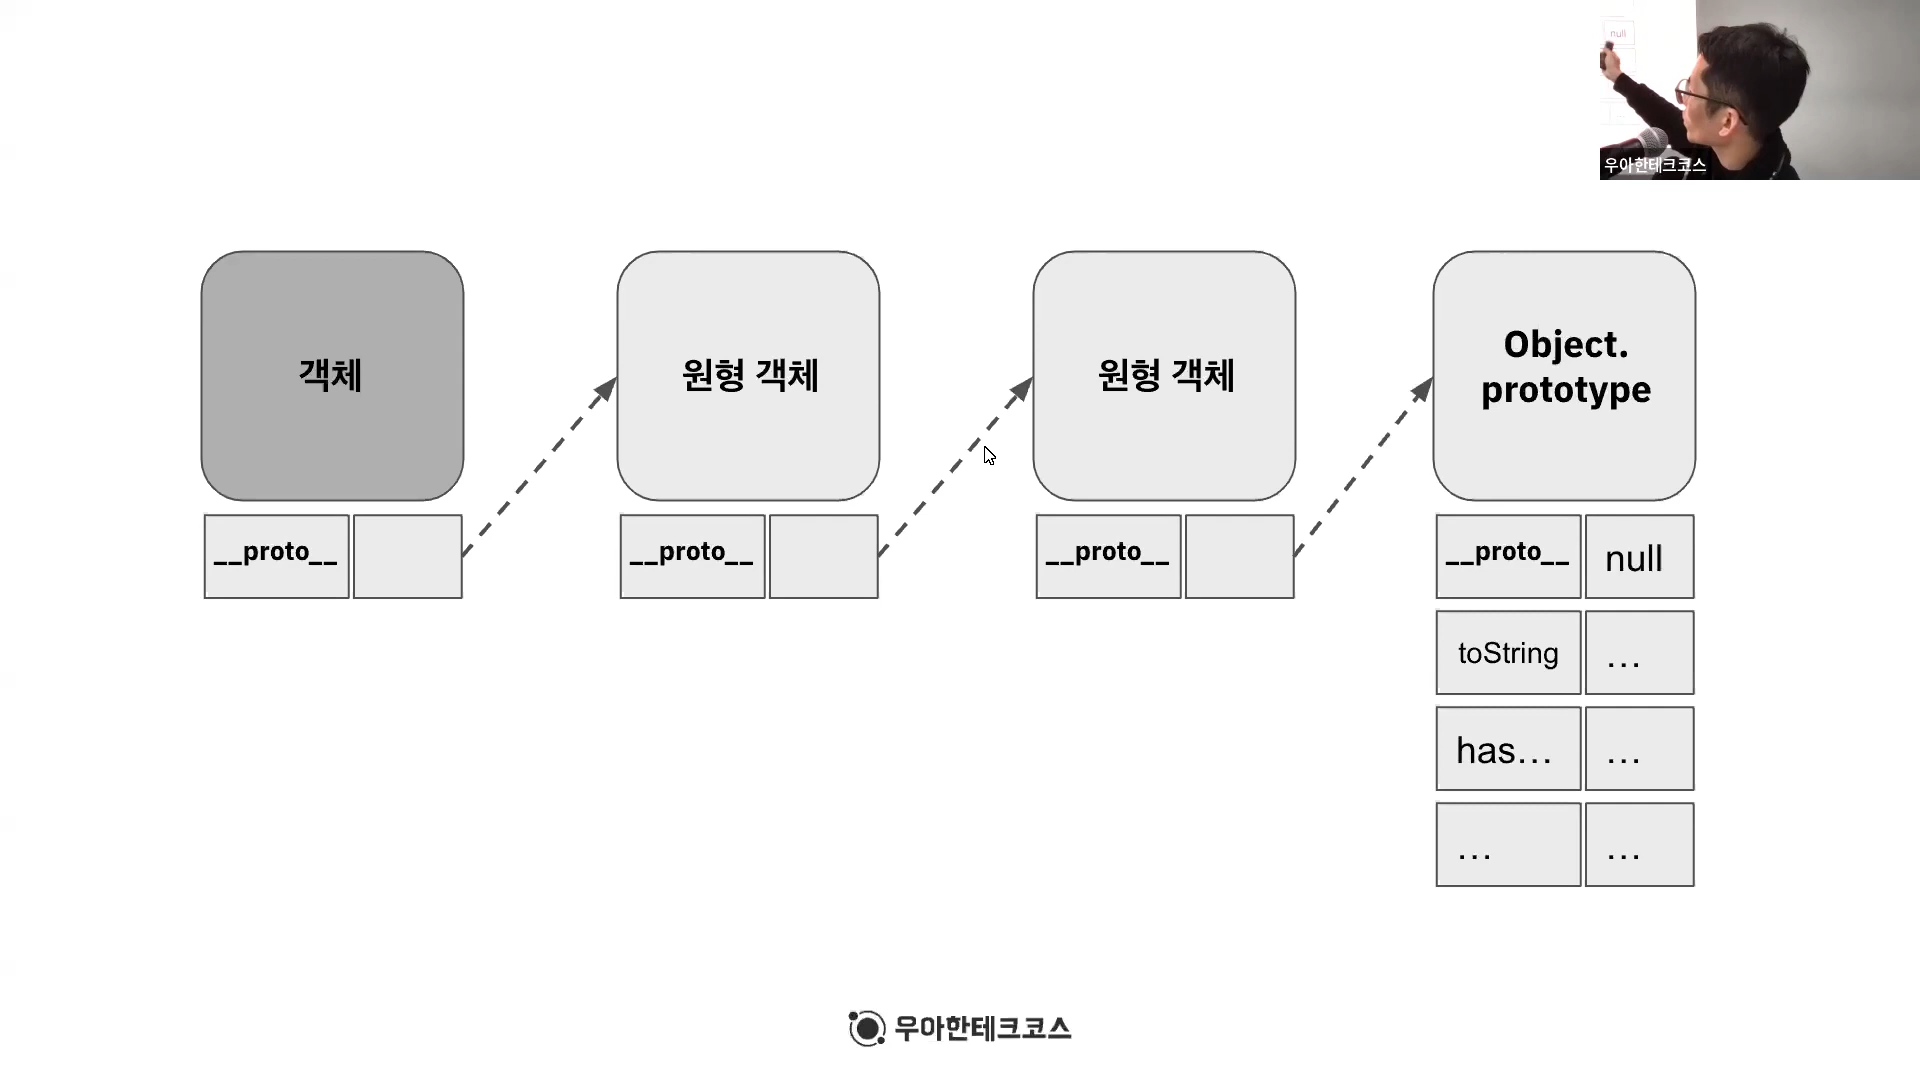 null
우아한테크코스
객체
원형 객체
원형 객체
Object.
prototype
__proto__
__proto__
__proto__
__proto__ null
toString ...
has... ...
... ...
우아한테크코스